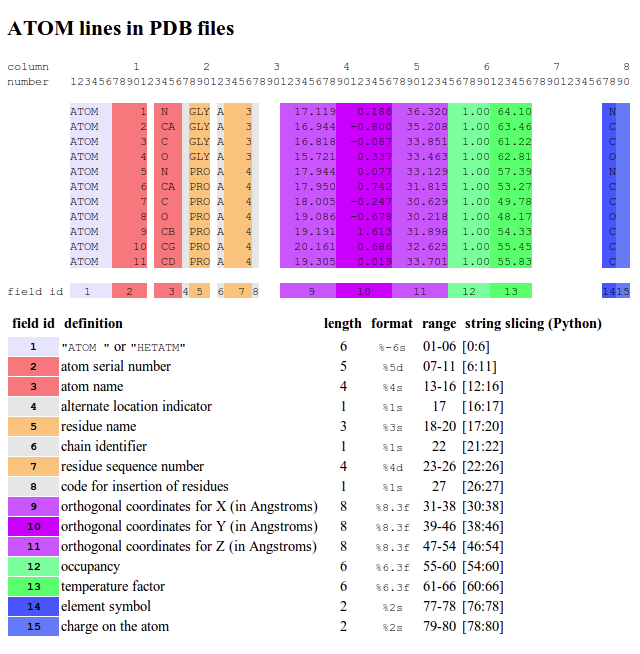 ATOM lines in PDB files
column 1 2 3 4 5 6 7 8
number 12345678901234567890123456789012345678901234567890123456789012345678901234567890
ATOM 1 N GLY A 3 17.119 0.186 36.320 1.00 64.10 N
ATOM 2 CA GLY A 3 16.944 -0.800 35.208 1.00 63.46 C
ATOM 3 C GLY A 3 16.818 -0.087 33.851 1.00 61.22 C
ATOM 4 O GLY A 3 15.721 0.337 33.463 1.00 62.81 O
ATOM 5 N PRO A 4 17.944 0.077 33.129 1.00 57.39 N
ATOM 6 CA PRO A 4 17.950 0.742 31.815 1.00 53.27 C
ATOM 7 C PRO A 4 18.005 -0.247 30.629 1.00 49.78 C
ATOM 8 O PRO A 4 19.086 -0.678 30.218 1.00 48.17 O
ATOM 9 CB PRO A 4 19.191 1.613 31.898 1.00 54.33 C
ATOM 10 CG PRO A 4 20.161 0.686 32.625 1.00 55.45 C
ATOM 11 CD PRO A 4 19.305 0.019 33.701 1.00 55.83 C
field id 1 2 3 4 5 6 7 8 9 10 11 12 13 14 15
field id definition length format range string slicing (Python)
1 "ATOM " or "HETATM" 6 %-6s 01-06 [0:6]
2 atom serial number 5 %5d 07-11 [6:11]
3 atom name 4 %4s 13-16 [12:16]
4 alternate location indicator 1 %1s 17 [16:17]
5 residue name 3 %3s 18-20 [17:20]
6 chain identifier 1 %1s 22 [21:22]
7 residue sequence number 4 %4d 23-26 [22:26]
8 code for insertion of residues 1 %1s 27 [26:27]
9 orthogonal coordinates for X (in Angstroms) 8 %8.3f 31-38 [30:38]
10 orthogonal coordinates for Y (in Angstroms) 8 %8.3f 39-46 [38:46]
11 orthogonal coordinates for Z (in Angstroms) 8 %8.3f 47-54 [46:54]
12 occupancy 6 %6.3f 55-60 [54:60]
13 temperature factor 6 %6.3f 61-66 [60:66]
14 element symbol 2 %2s 77-78 [76:78]
15 charge on the atom 2 %2s 79-80 [78:80]